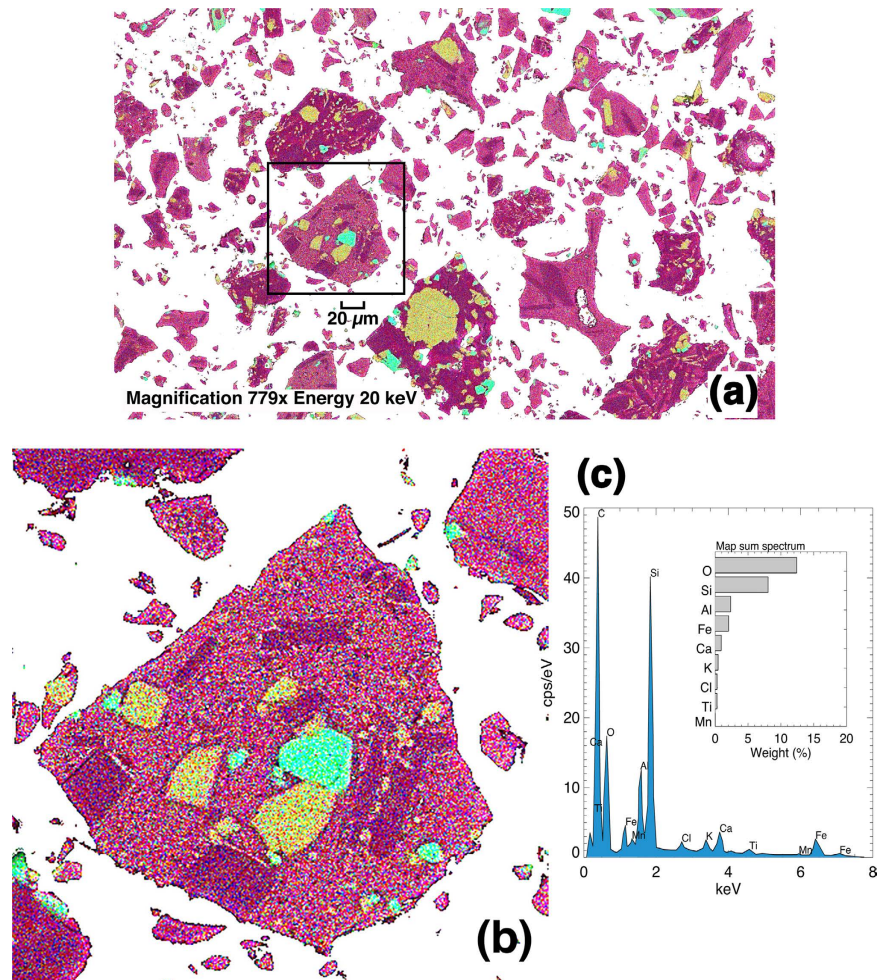 20 µm
Magnification 779x Energy 20 keV
(a)
(b)
(c)
50
40
30
20
10
0
cps/eV
0 2 4 6 8
keV
C
Si
O
Ca
Ti
Al
Fe
Mn
Cl
K
Ca
Ti
Mn
Fe
Fe
Map sum spectrum
O
Si
Al
Fe
Ca
K
Cl
Ti
Mn
0 5 10 15 20
Weight (%)